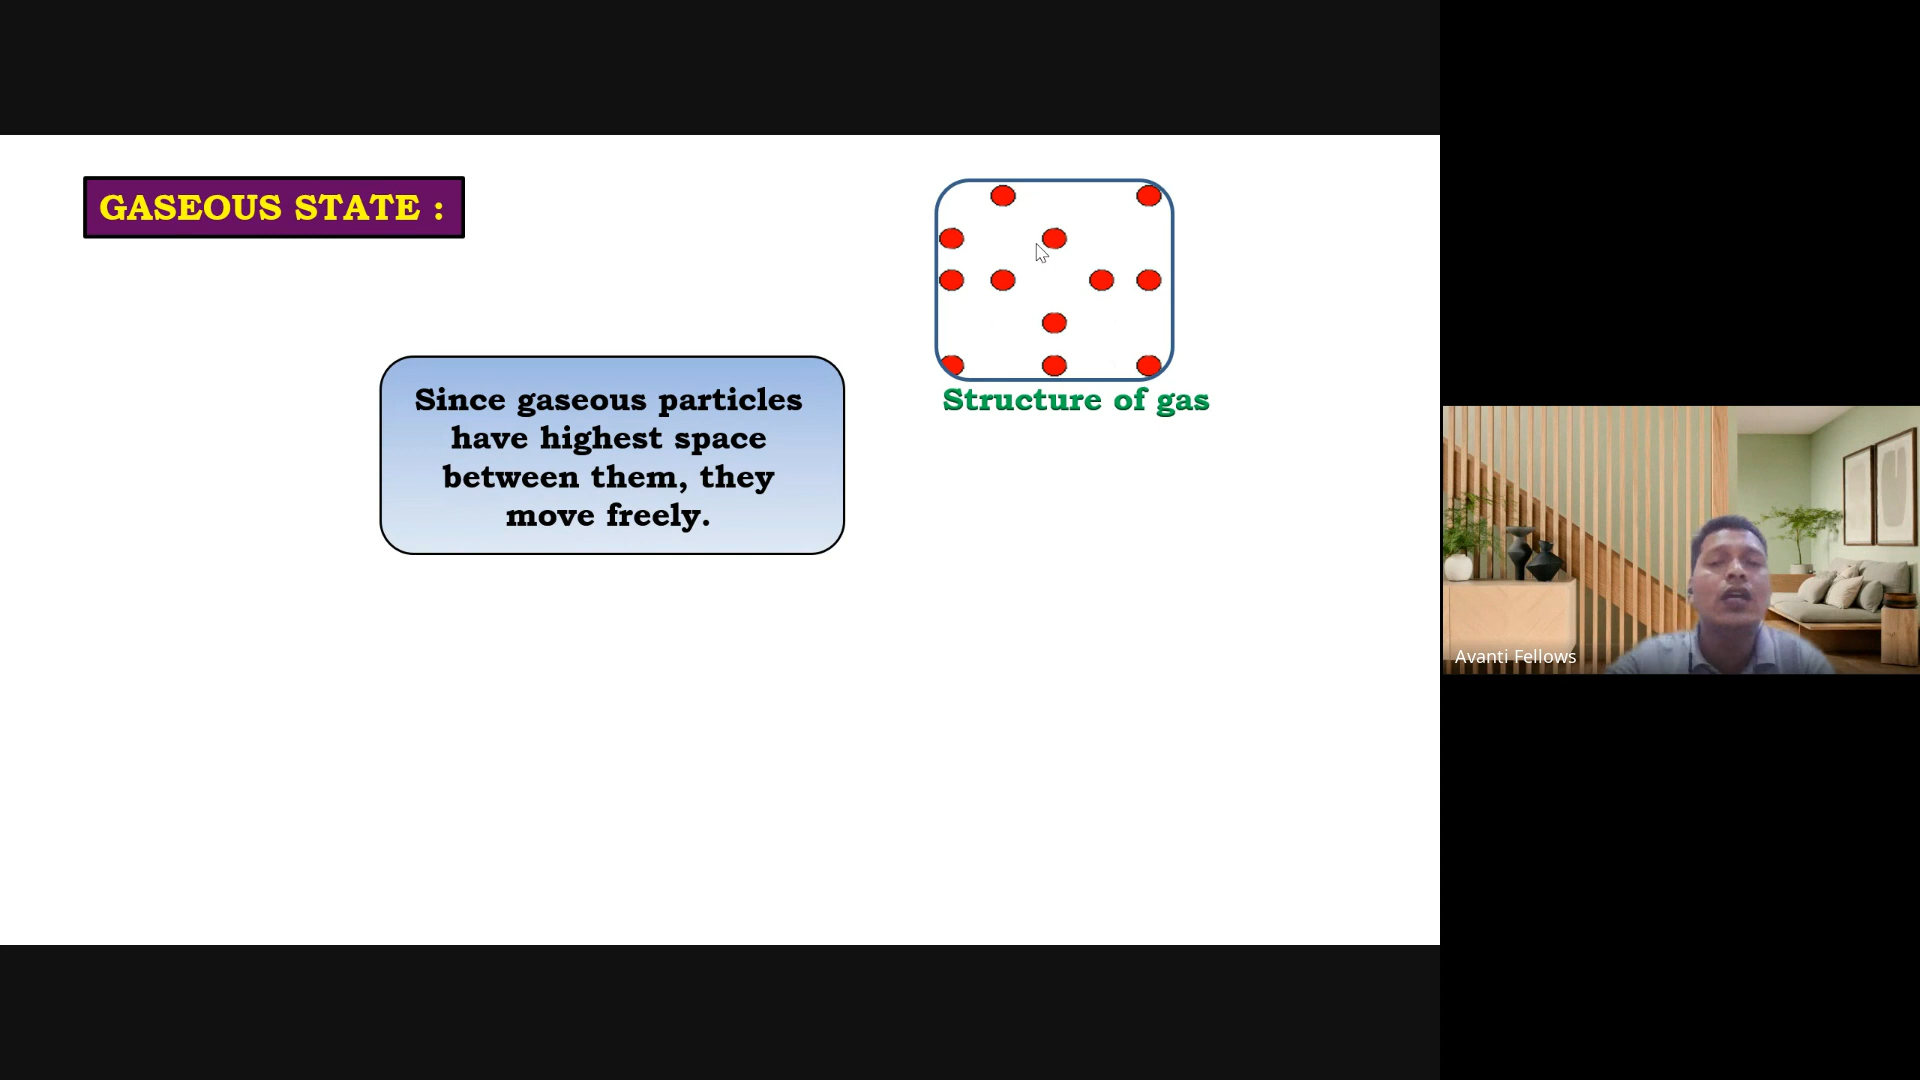 GASEOUS STATE :
Since gaseous particles
have highest space
between them, they
move freely.
Structure of gas
Avanti Fellows